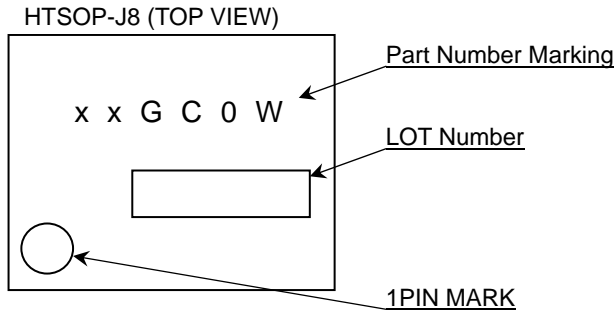 HTSOP-J8 (TOP VIEW)
Part Number Marking
x x G C 0 W
LOT Number
1PIN MARK